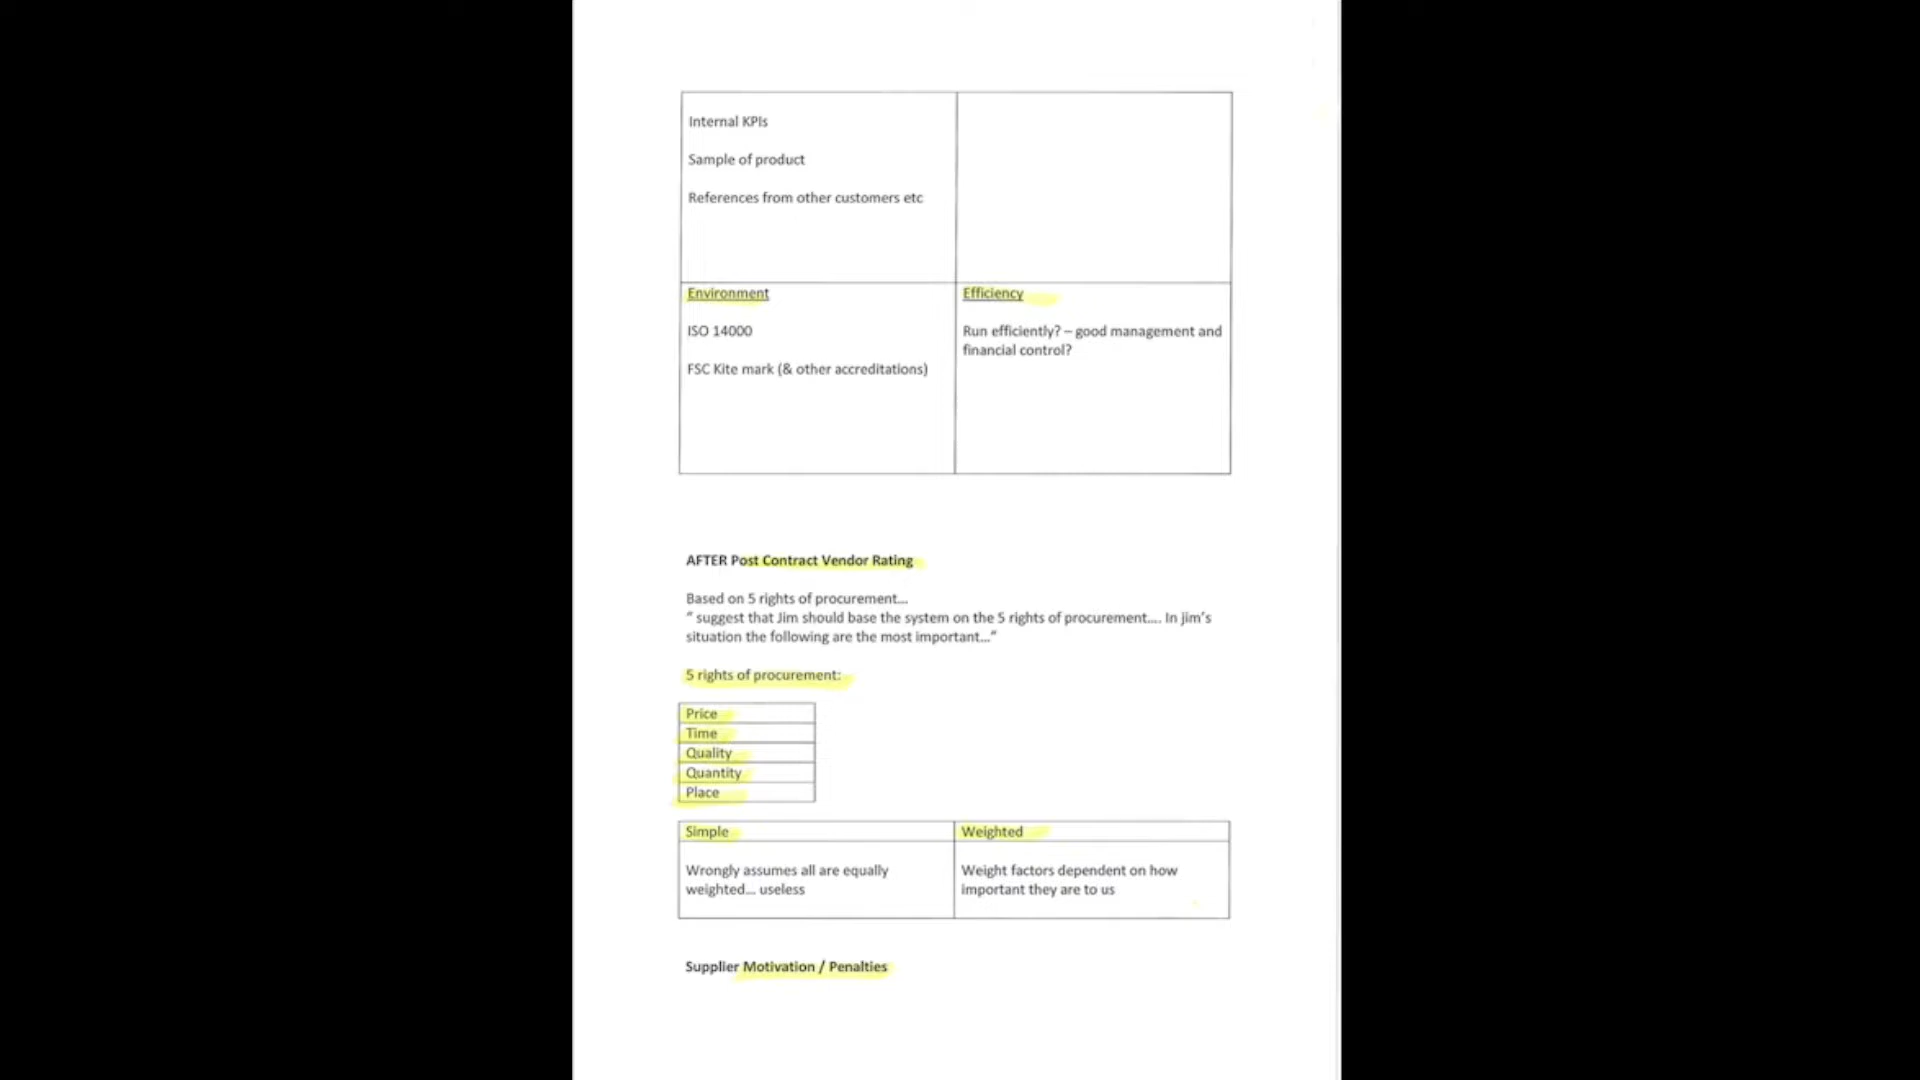 Internal KPIs
Sample of product
References from other customers etc
Environment
ISO 14000
FSC Kite mark (& other accreditations)
Efficiency
Run efficiently? – good management and
financial control?
AFTER Post Contract Vendor Rating
Based on 5 rights of procurement...
" suggest that Jim should base the system on the 5 rights of procurement.... In jim's
situation the following are the most important..."
5 rights of procurement:
Price
Time
Quality
Quantity
Place
Simple
Wrongly assumes all are equally
weighted... useless
Weighted
Weight factors dependent on how
important they are to us
Supplier Motivation / Penalties